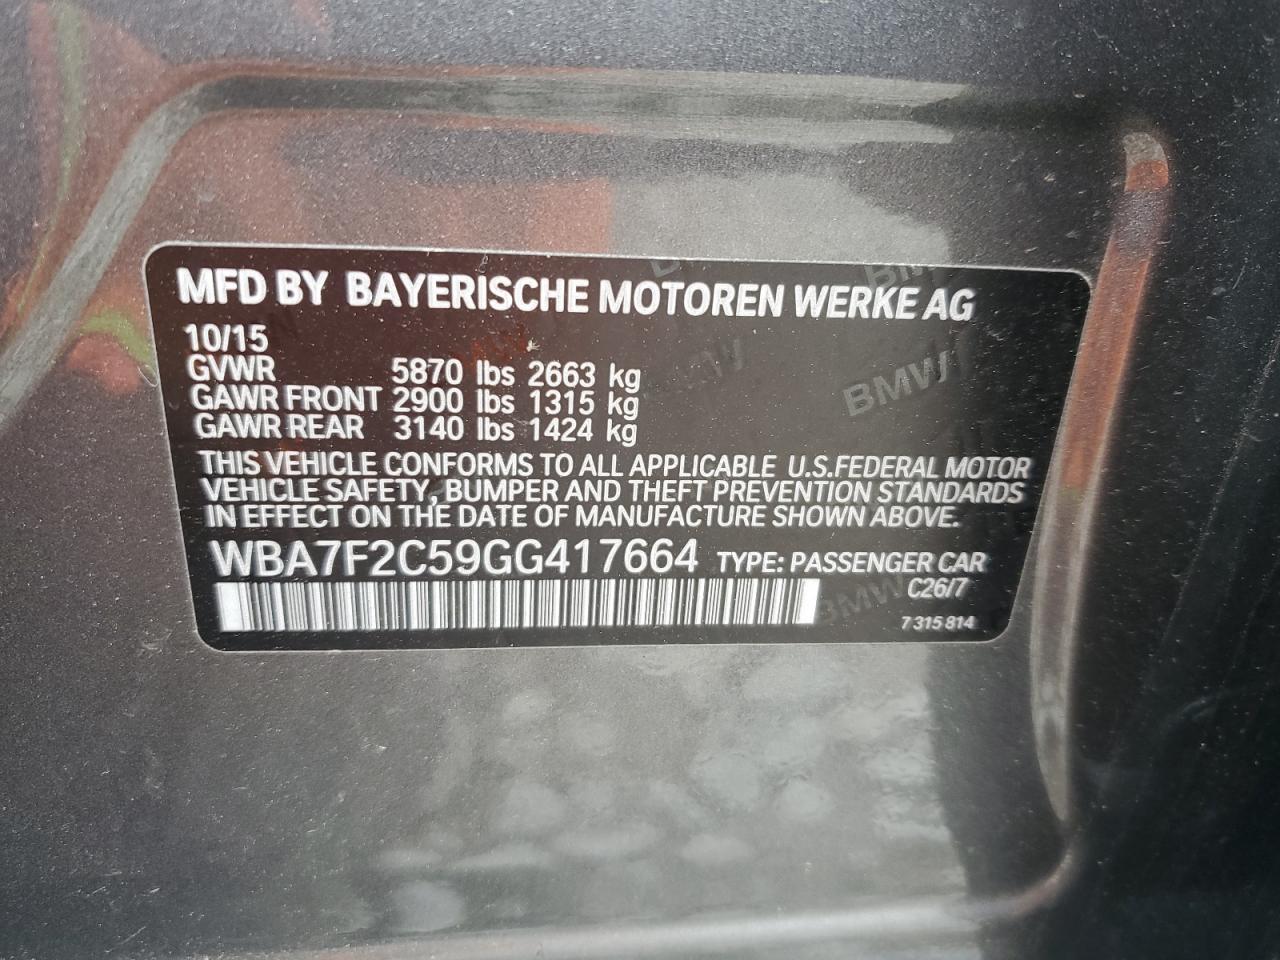 MFD BY BAYERISCHE MOTOREN WERKE AG
10/15
GVWR 5870 lbs 2663 kg
GAWR FRONT 2900 lbs 1315 kg
GAWR REAR 3140 lbs 1424 kg
THIS VEHICLE CONFORMS TO ALL APPLICABLE U.S.FEDERAL MOTOR
VEHICLE SAFETY, BUMPER AND THEFT PREVENTION STANDARDS
IN EFFECT ON THE DATE OF MANUFACTURE SHOWN ABOVE.
WBA7F2C59GG417664 TYPE: PASSENGER CAR
C26/7
7 315 814
BMW
BMW
BMW